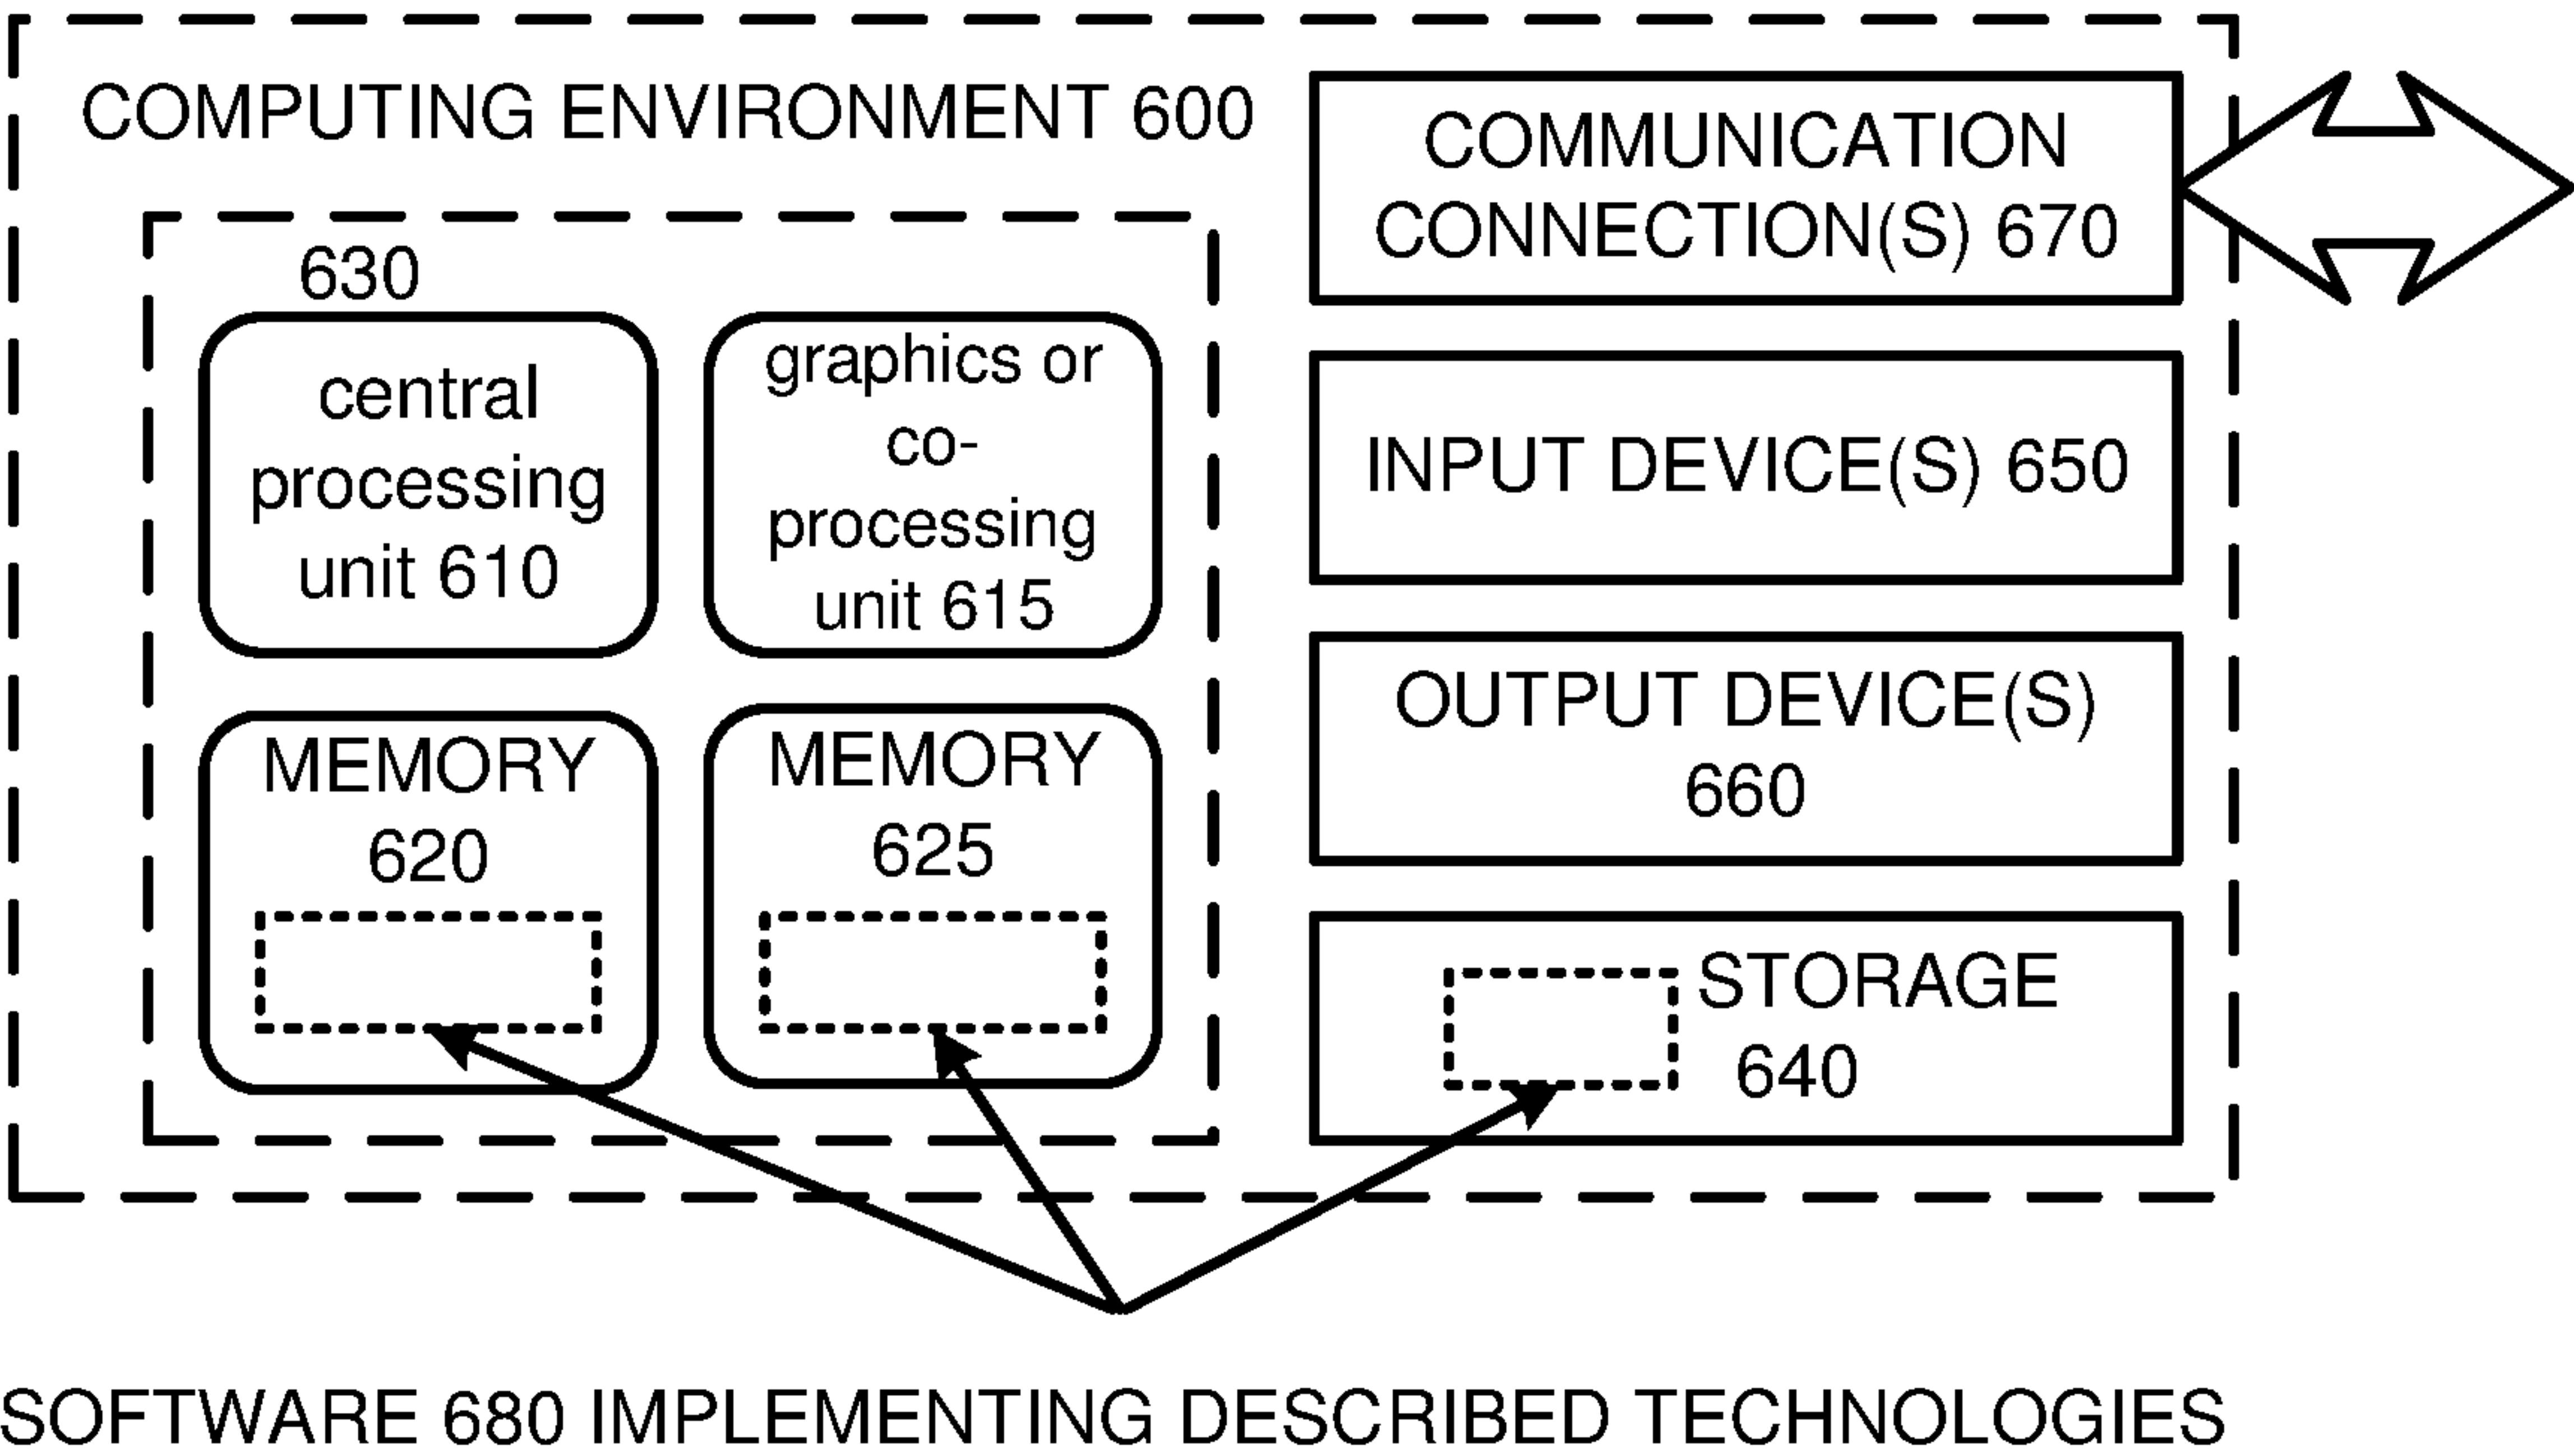 COMPUTING ENVIRONMENT 600
630
central
processing
unit 610
graphics or
co-
processing
unit 615
MEMORY
620
MEMORY
625
COMMUNICATION
CONNECTION(S) 670
INPUT DEVICE(S) 650
OUTPUT DEVICE(S)
660
STORAGE
640
SOFTWARE 680 IMPLEMENTING DESCRIBED TECHNOLOGIES